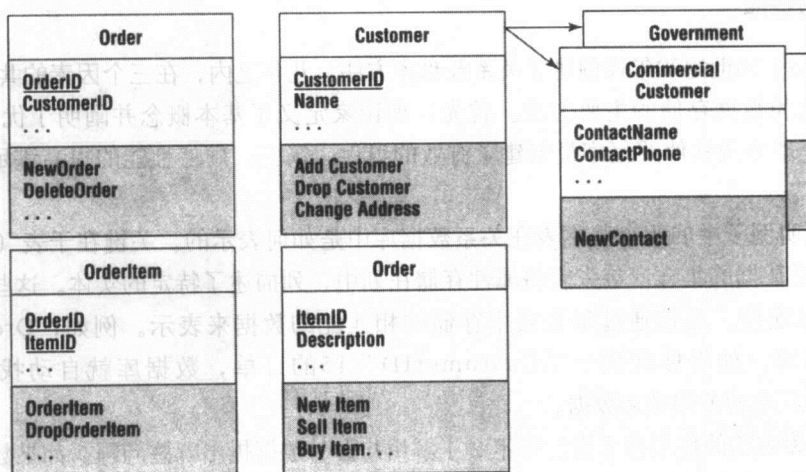 Order
OrderID
CustomerID
...
NewOrder
DeleteOrder
...
Customer
CustomerID
Name
...
Add Customer
Drop Customer
Change Address
Government
Commercial
Customer
ContactName
ContactPhone
...
NewContact
OrderItem
OrderID
ItemID
...
OrderItem
DropOrderItem
...
Order
ItemID
Description
...
New Item
Sell Item
Buy Item...